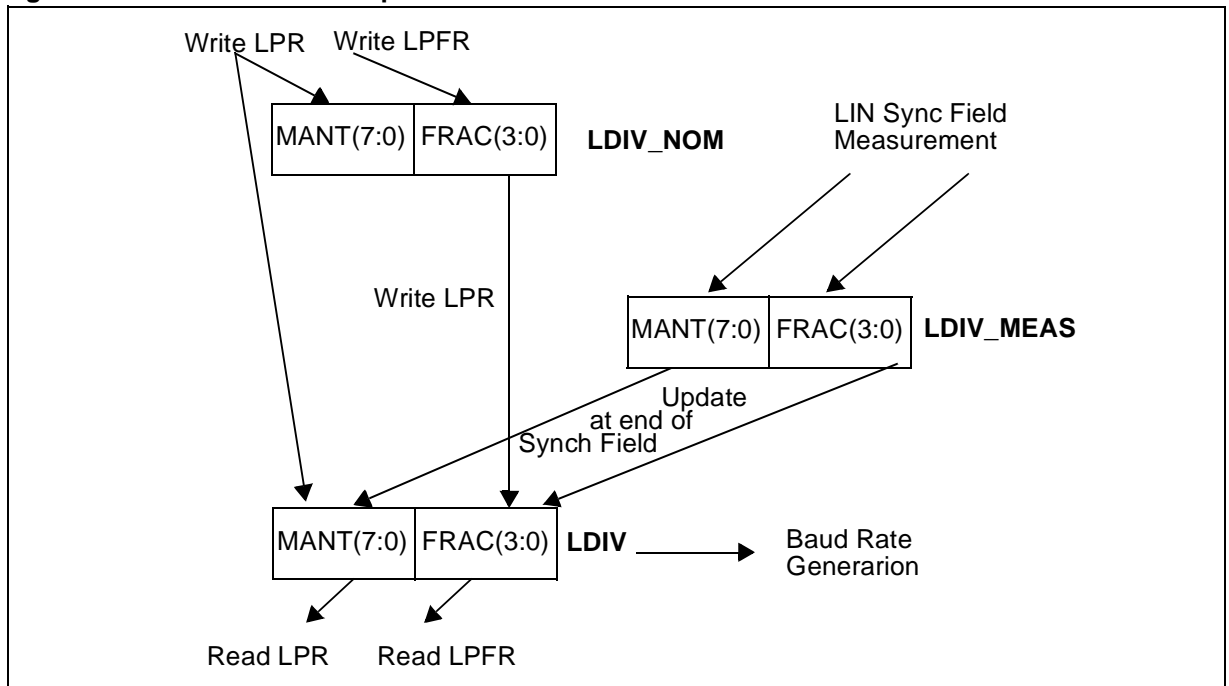 Write LPR
Write LPFR
MANT(7:0)
FRAC(3:0)
LDIV_NOM
LIN Sync Field
Measurement
Write LPR
MANT(7:0)
FRAC(3:0)
LDIV_MEAS
Update
at end of
Synch Field
MANT(7:0)
FRAC(3:0)
LDIV
Baud Rate
Generarion
Read LPR
Read LPFR